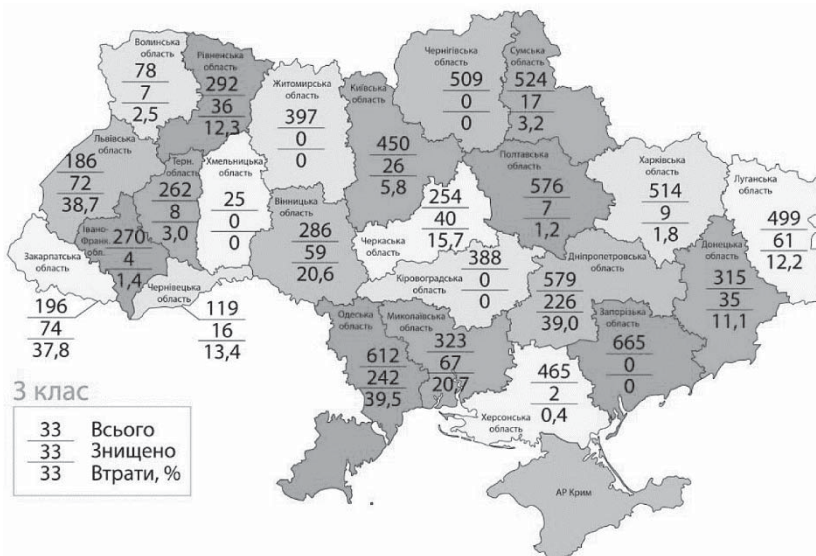 Волинська
область
78
7
2,5
Рівненська
область
292
36
12,3
Житомирська
область
397
0
0
Київська
область
450
26
5,8
Чернігівська
область
509
0
0
Сумська
область
524
17
3,2
Львівська
область
186
72
38,7
Терн.
область
262
8
3,0
Хмельницька
область
25
0
0
Вінницька
область
286
59
20,6
Черкаська
область
254
40
15,7
Полтавська
область
576
7
1,2
Харківська
область
514
9
1,8
Луганська
область
499
61
12,2
Закарпатська
область
196
74
37,8
Івано-
Франк.
обл.
270
4
1,4
Чернівецька
область
119
16
13,4
Кіровоградська
область
388
0
0
Дніпропетровська
область
579
226
39,0
Донецька
область
315
35
11,1
Одеська
область
612
242
39,5
Миколаївська
область
323
67
20,7
Запорізька
область
665
0
0
Херсонська
область
465
2
0,4
АР Крим
3 клас
33 Всього
33 Знищено
33 Втрати, %